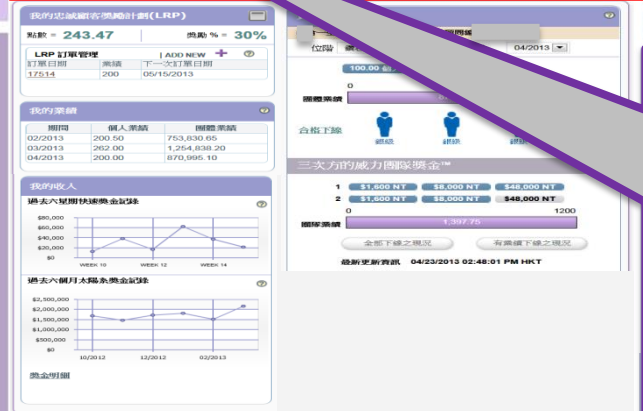 我的忠誠顧客獎勵計劃(LRP)
點數 = 243.47 獎勵 % = 30%
LRP 訂單管理 | ADD NEW +
訂單日期 業績 下一次訂單日期
17514 200 05/15/2013
我的業績
期間 個人業績 團體業績
02/2013 200.50 753,830.65
03/2013 262.00 1,254,838.20
04/2013 200.00 870,995.10
我的收入
過去六星期快速獎金記錄
$80,000
$60,000
$40,000
$20,000
$0
WEEK 10 WEEK 12 WEEK 14
過去六個月太陽系獎金記錄
$2,500,000
$2,000,000
$1,500,000
$1,000,000
$500,000
$0
10/2012 12/2012 02/2013
獎金明細
位階 04/2013
100.00
0
團體業績
合格下線 銀級 銀級
三次方的威力團隊獎金™
1 $1,600 NT $8,000 NT $48,000 NT
2 $1,600 NT $8,000 NT $48,000 NT
0 1200
團隊業績 1,397.75
全部下線之現況 有業績下線之現況
最新更新資訊 04/23/2013 02:48:01 PM HKT